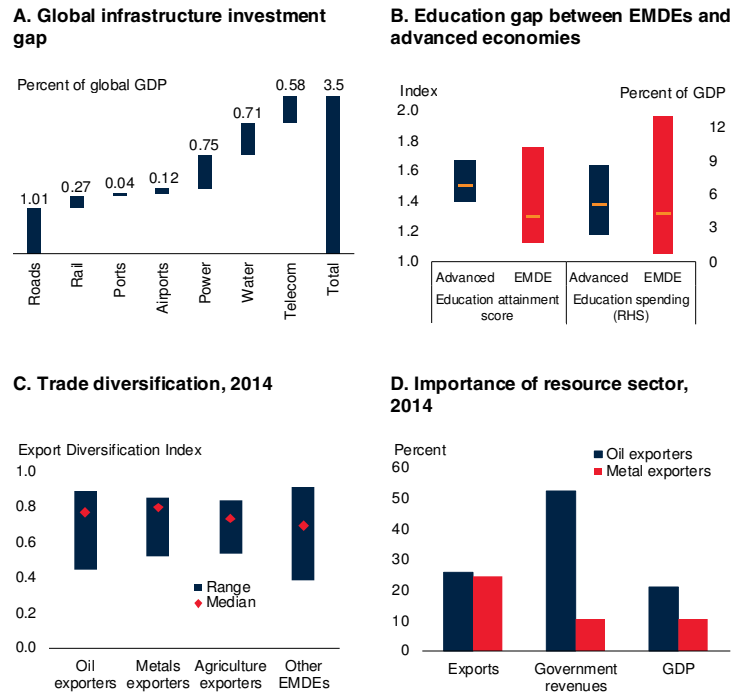 A. Global infrastructure investment
gap
Percent of global GDP
1.01
0.27
0.04
0.12
0.75
0.71
0.58
3.5
Roads
Rail
Ports
Airports
Power
Water
Telecom
Total
B. Education gap between EMDEs and
advanced economies
Index
Percent of GDP
2.0
1.8
1.6
1.4
1.2
1.0
12
9
6
3
0
Advanced EMDE Advanced EMDE
Education attainment
score
Education spending
(RHS)
C. Trade diversification, 2014
Export Diversification Index
1.0
0.8
0.6
0.4
0.2
0.0
Range
Median
Oil
exporters
Metals
exporters
Agriculture
exporters
Other
EMDEs
D. Importance of resource sector,
2014
Percent
60
50
40
30
20
10
0
Oil exporters
Metal exporters
Exports
Government
revenues
GDP